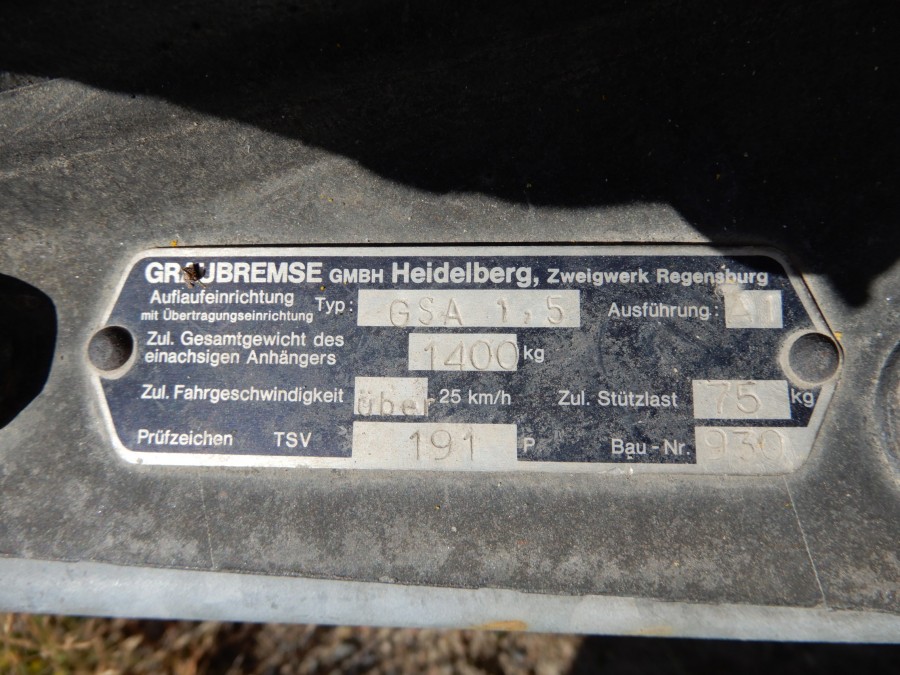 GRAUBREMSE GMBH Heidelberg, Zweigwerk Regensburg
Auflaufeinrichtung
mit Übertragungseinrichtung Typ: GSA 1,5 Ausführung: A1
Zul. Gesamtgewicht des
einachsigen Anhängers 1400 kg
Zul. Fahrgeschwindigkeit über 25 km/h Zul. Stützlast 75 kg
Prüfzeichen TSV 191 P Bau-Nr. 930